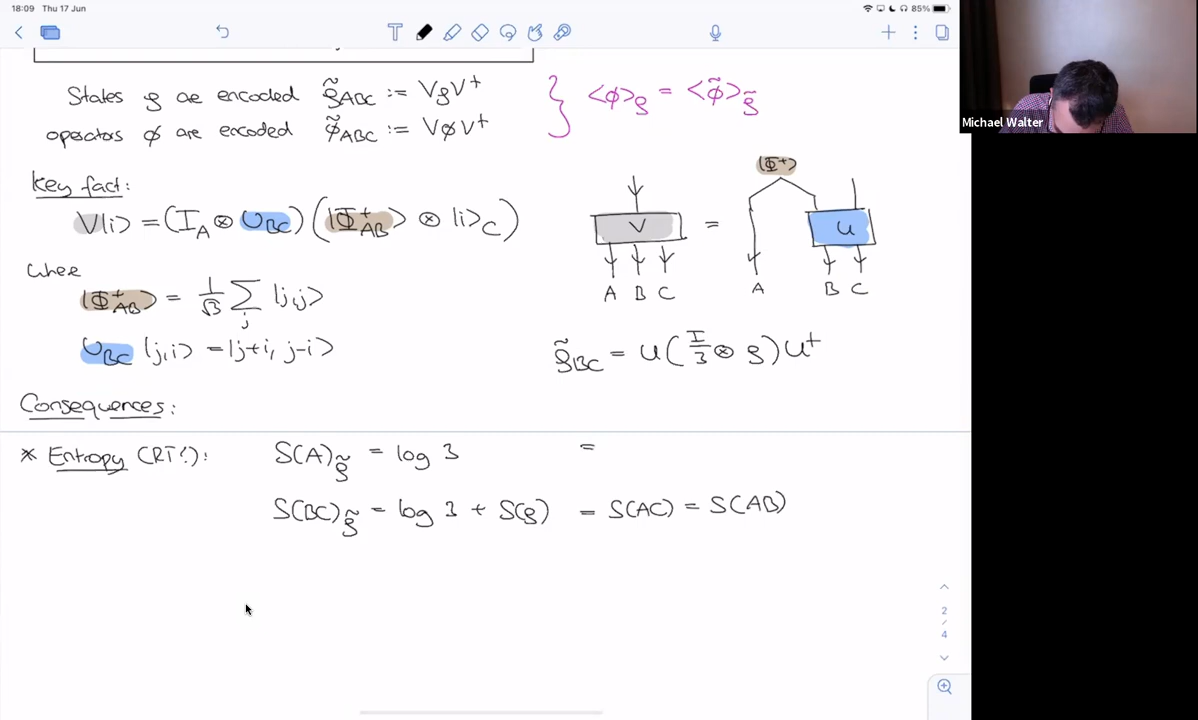 18:09 Thu 17 Jun
85%
Michael Walter
States ρ are encoded ρ̃_ABC := VρV†
operators ϕ are encoded ϕ̃_ABC := VϕV†
} <ϕ>_ρ = <ϕ̃>_ρ̃
Key fact:
V|i> = (I_A ⊗ U_BC)(|Φ⁺_AB> ⊗ |i>_C)
|Φ⁺>
V = U
A B C A B C
where
|Φ⁺_AB> = 1/√3 Σ_j |j,j>
U_BC |j,i> = |j+i, j-i>
ρ̃_BC = U(I/3 ⊗ ρ)U†
Consequences:
* Entropy (RT!): S(A)_ρ̃ = log 3 =
S(BC)_ρ̃ = log 3 + S(ρ) = S(AC) = S(AB)
2
/
4